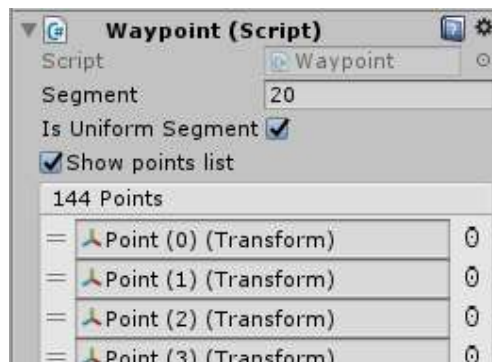 Waypoint (Script)
Script Waypoint
Segment 20
Is Uniform Segment
Show points list
144 Points
Point (0) (Transform)
Point (1) (Transform)
Point (2) (Transform)
Point (3) (Transform)